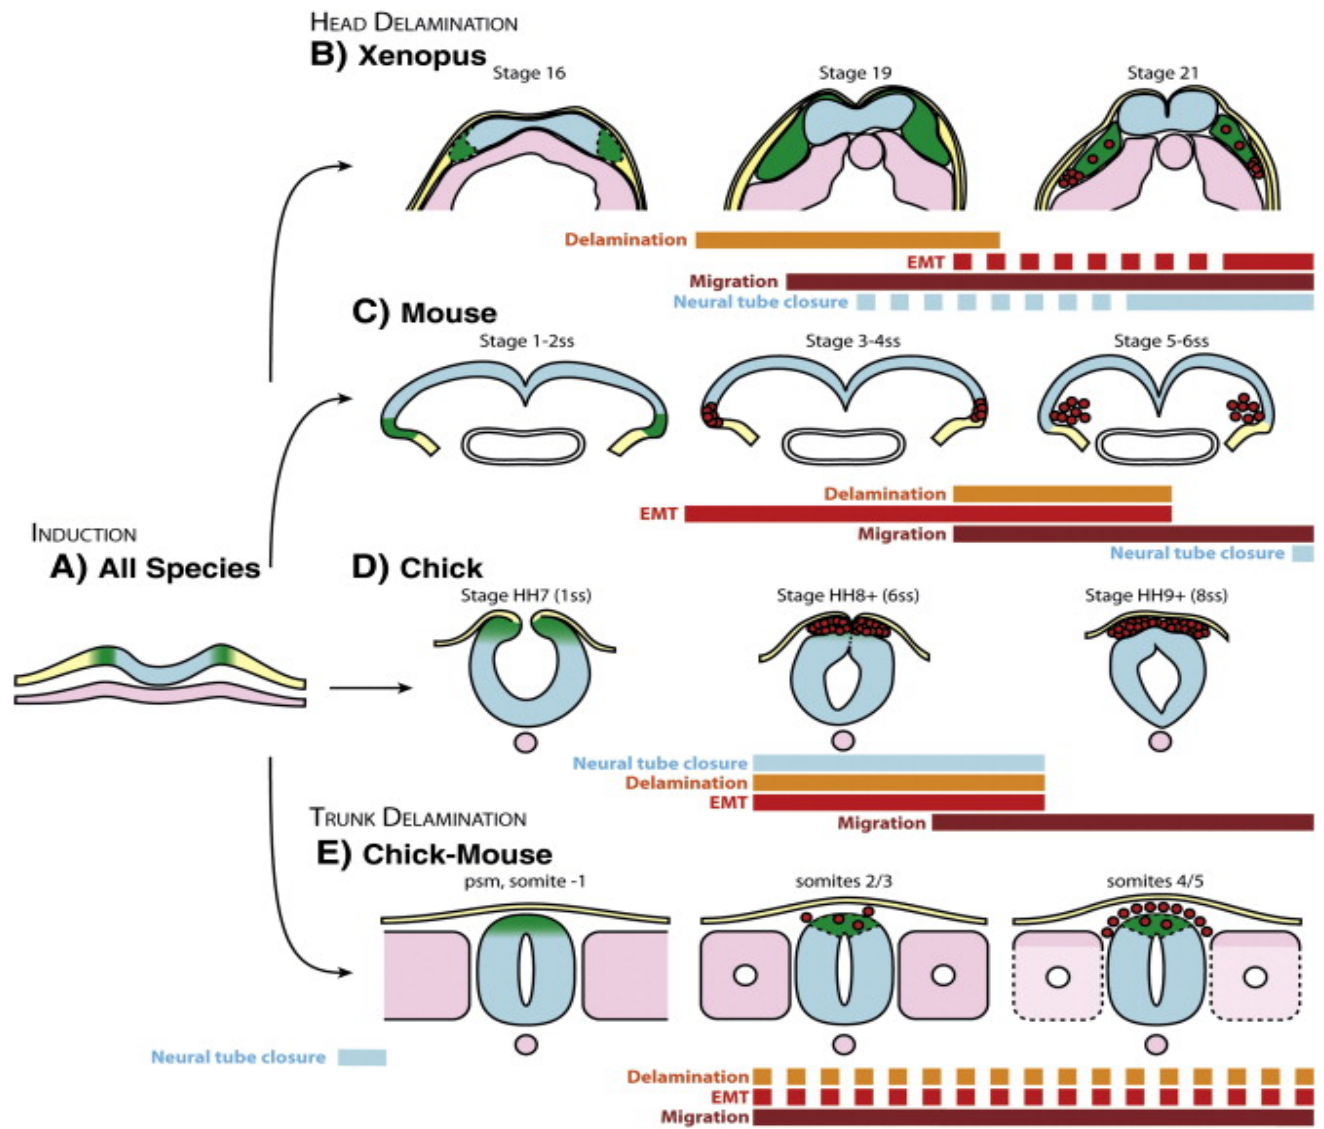 HEAD DELAMINATION
B) Xenopus
Stage 16
Stage 19
Stage 21
Delamination
EMT
Migration
Neural tube closure
C) Mouse
Stage 1-2ss
Stage 3-4ss
Stage 5-6ss
Delamination
EMT
Migration
Neural tube closure
INDUCTION
A) All Species
D) Chick
Stage HH7 (1ss)
Stage HH8+ (6ss)
Stage HH9+ (8ss)
Neural tube closure
Delamination
EMT
Migration
TRUNK DELAMINATION
E) Chick-Mouse
psm, somite -1
somites 2/3
somites 4/5
Neural tube closure
Delamination
EMT
Migration